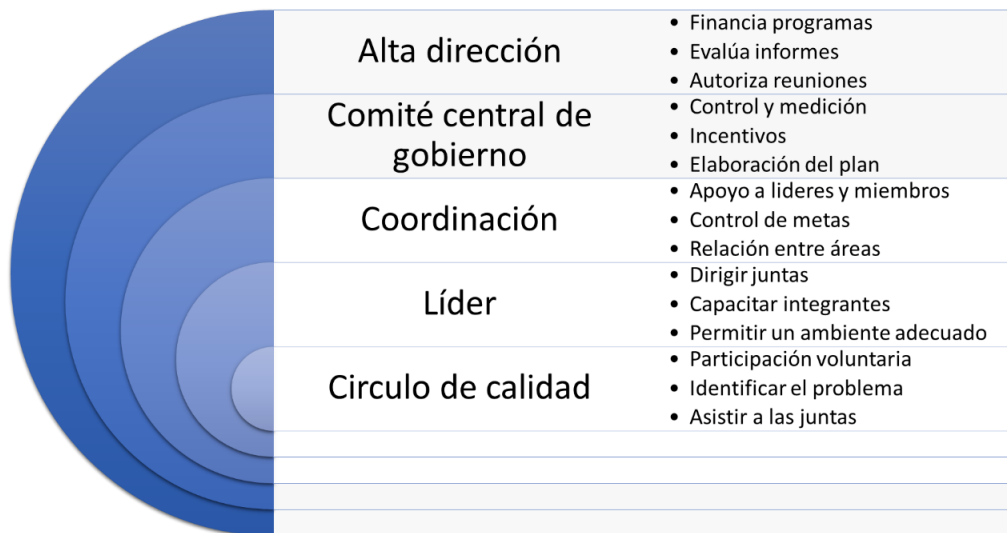 Alta dirección
• Financia programas
• Evalúa informes
• Autoriza reuniones
Comité central de
gobierno
• Control y medición
• Incentivos
• Elaboración del plan
Coordinación
• Apoyo a lideres y miembros
• Control de metas
• Relación entre áreas
Líder
• Dirigir juntas
• Capacitar integrantes
• Permitir un ambiente adecuado
Circulo de calidad
• Participación voluntaria
• Identificar el problema
• Asistir a las juntas